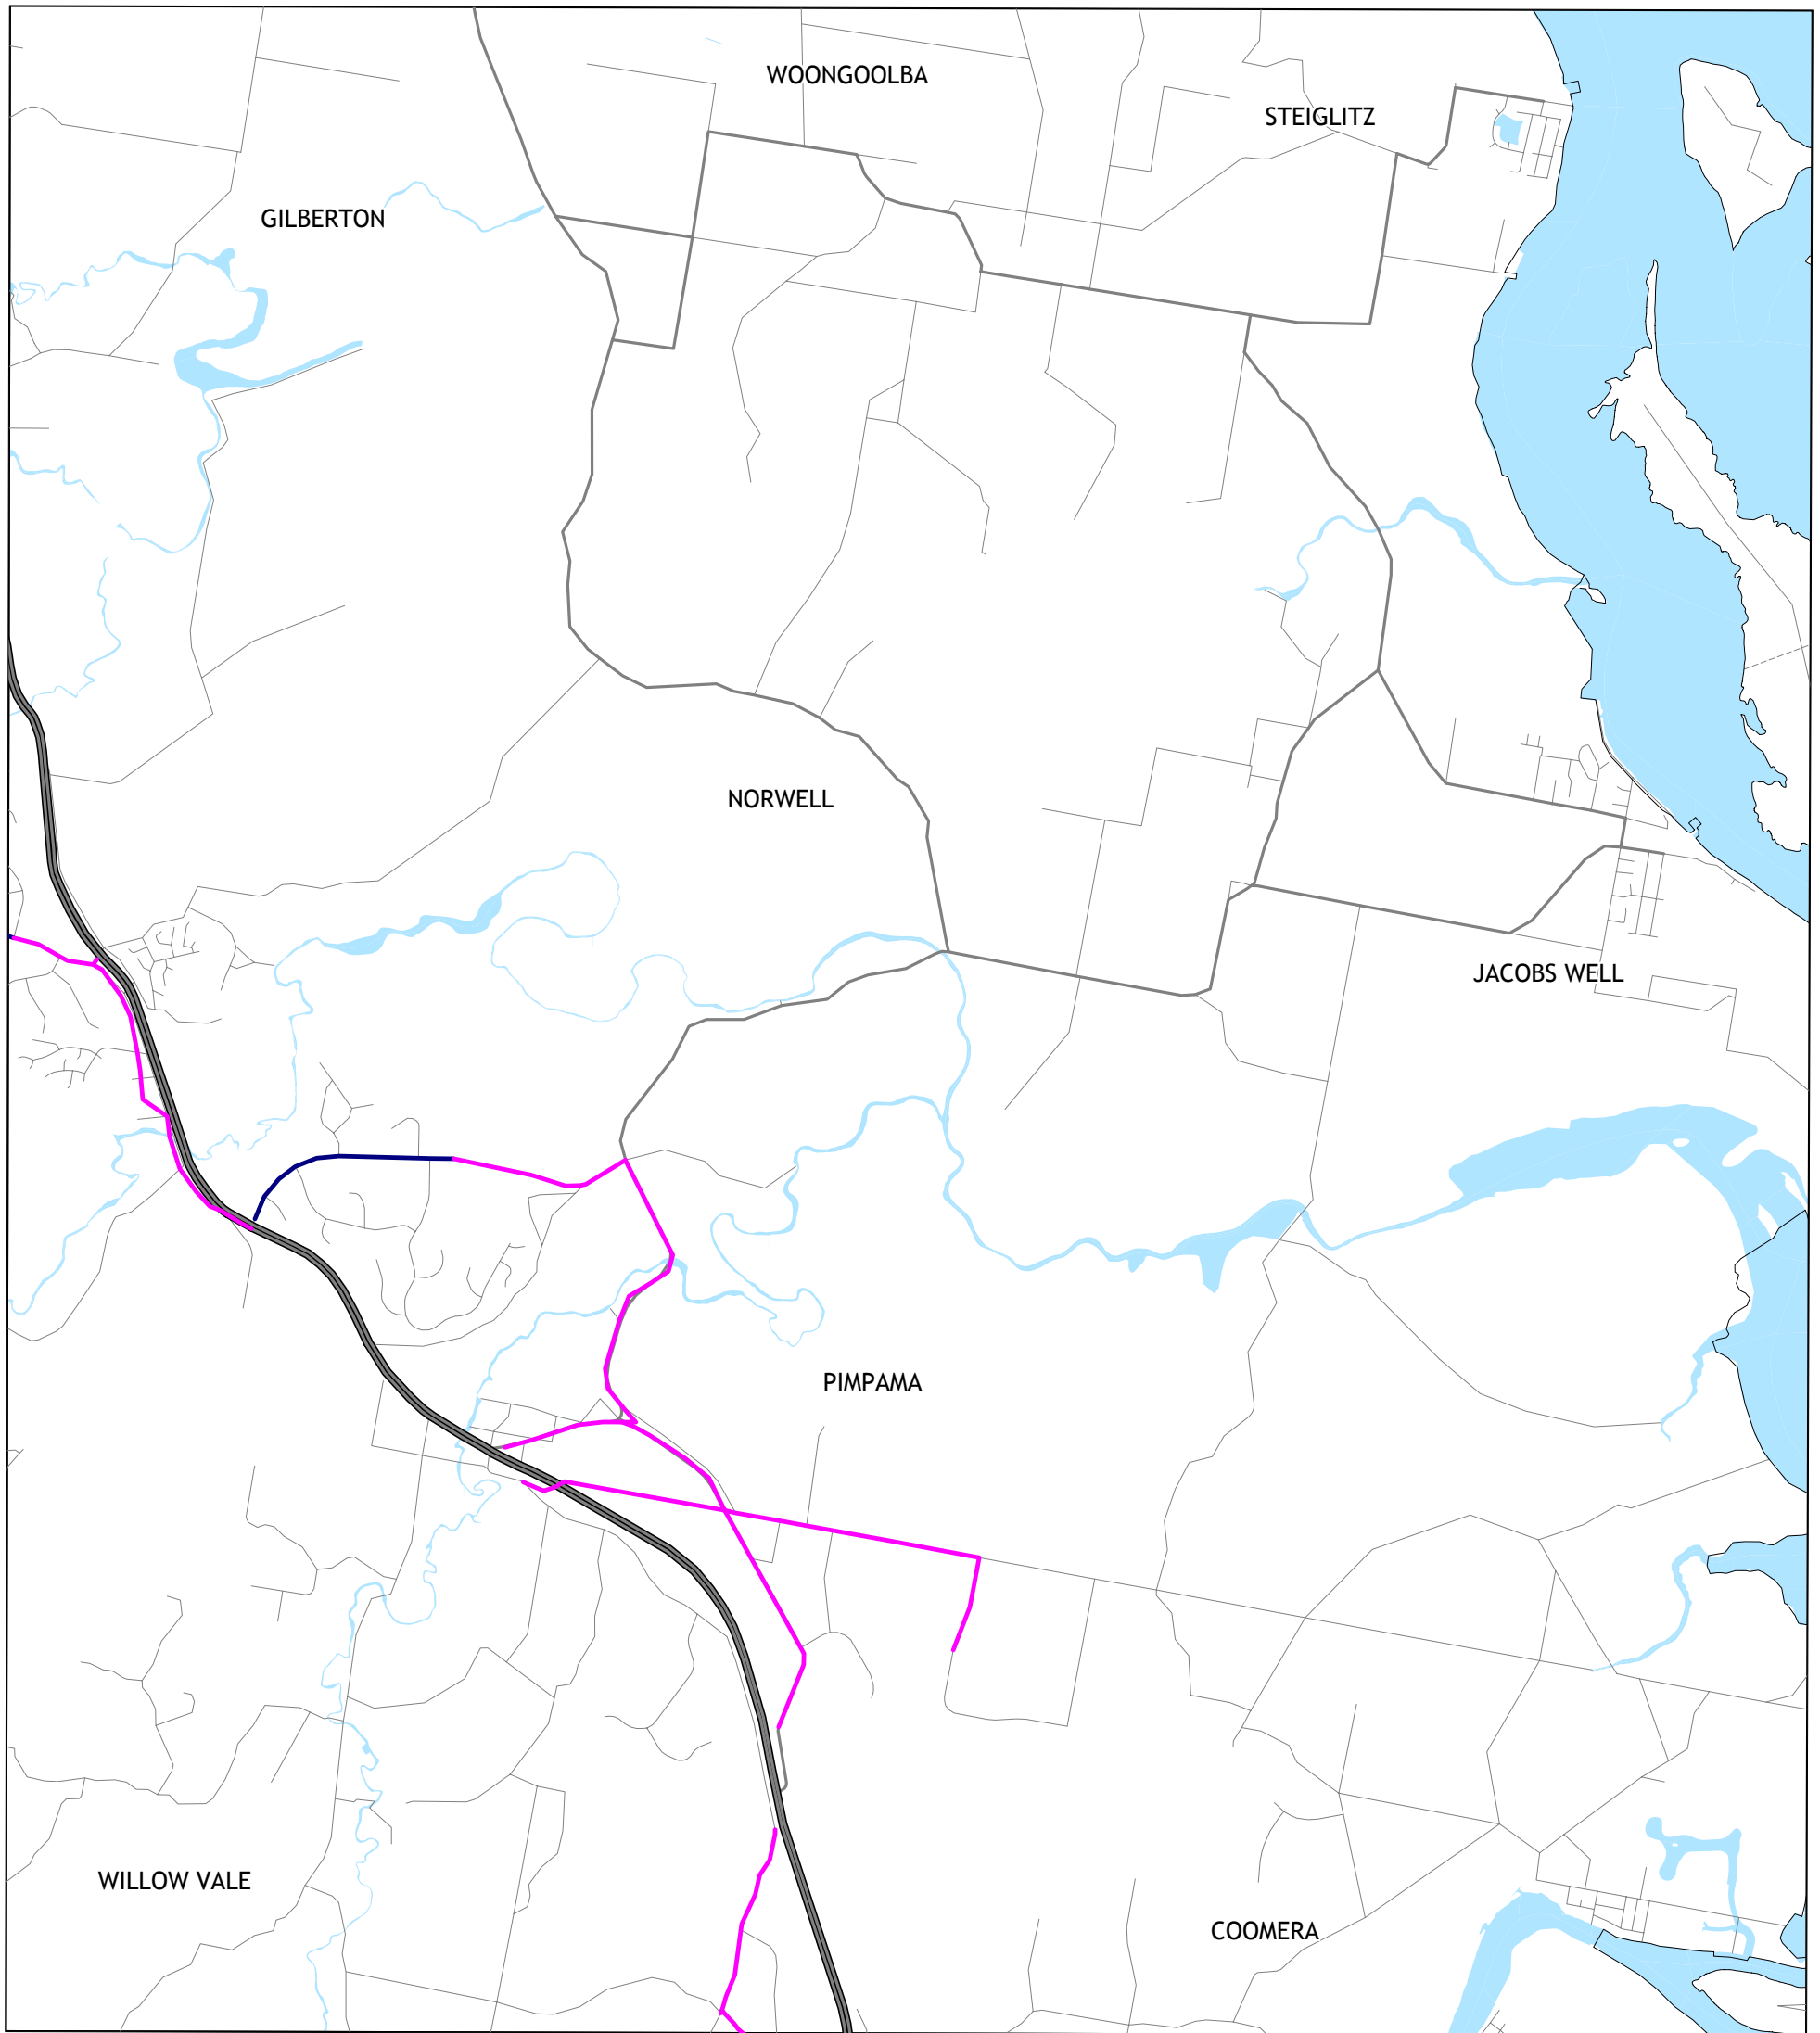 WOONGOOLBA
STEIGLITZ
GILBERTON
NORWELL
JACOBS WELL
PIMPAMA
WILLOW VALE
COOMERA